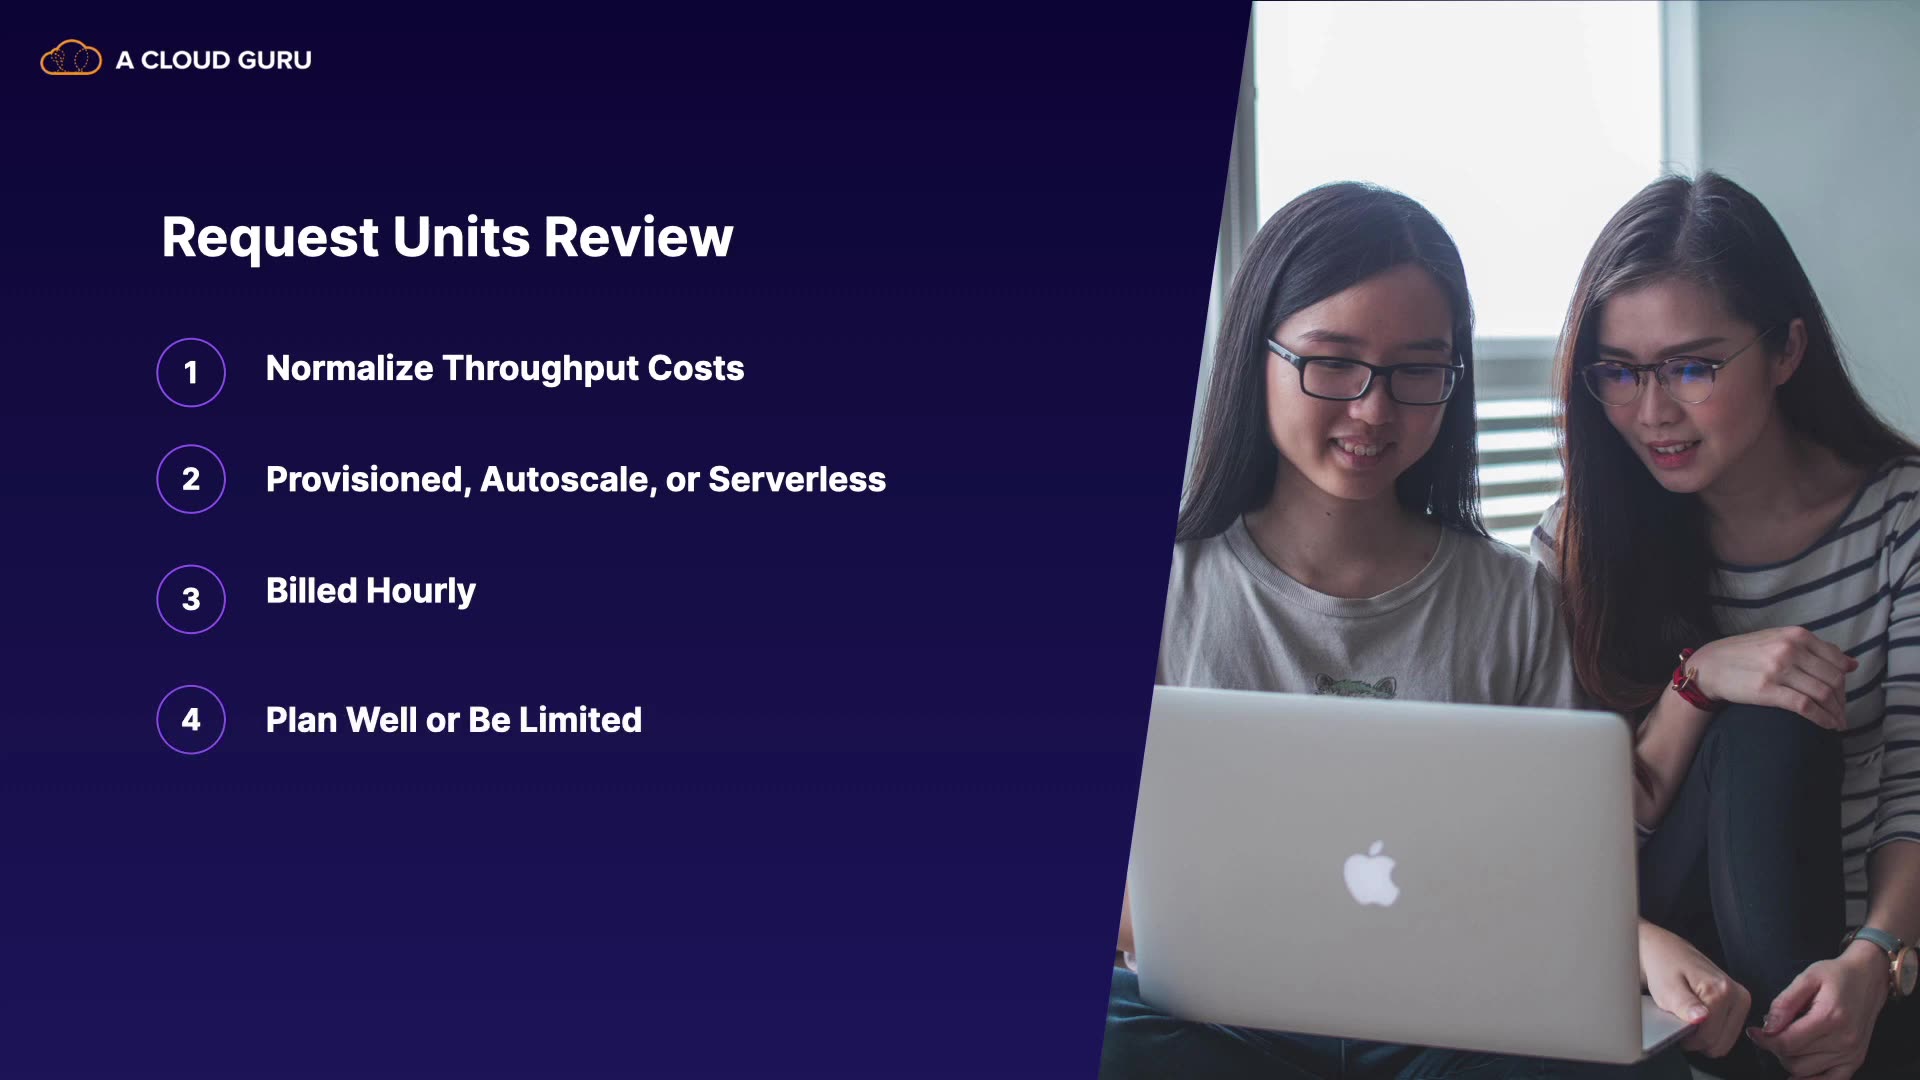 A CLOUD GURU
Request Units Review
1 Normalize Throughput Costs
2 Provisioned, Autoscale, or Serverless
3 Billed Hourly
4 Plan Well or Be Limited